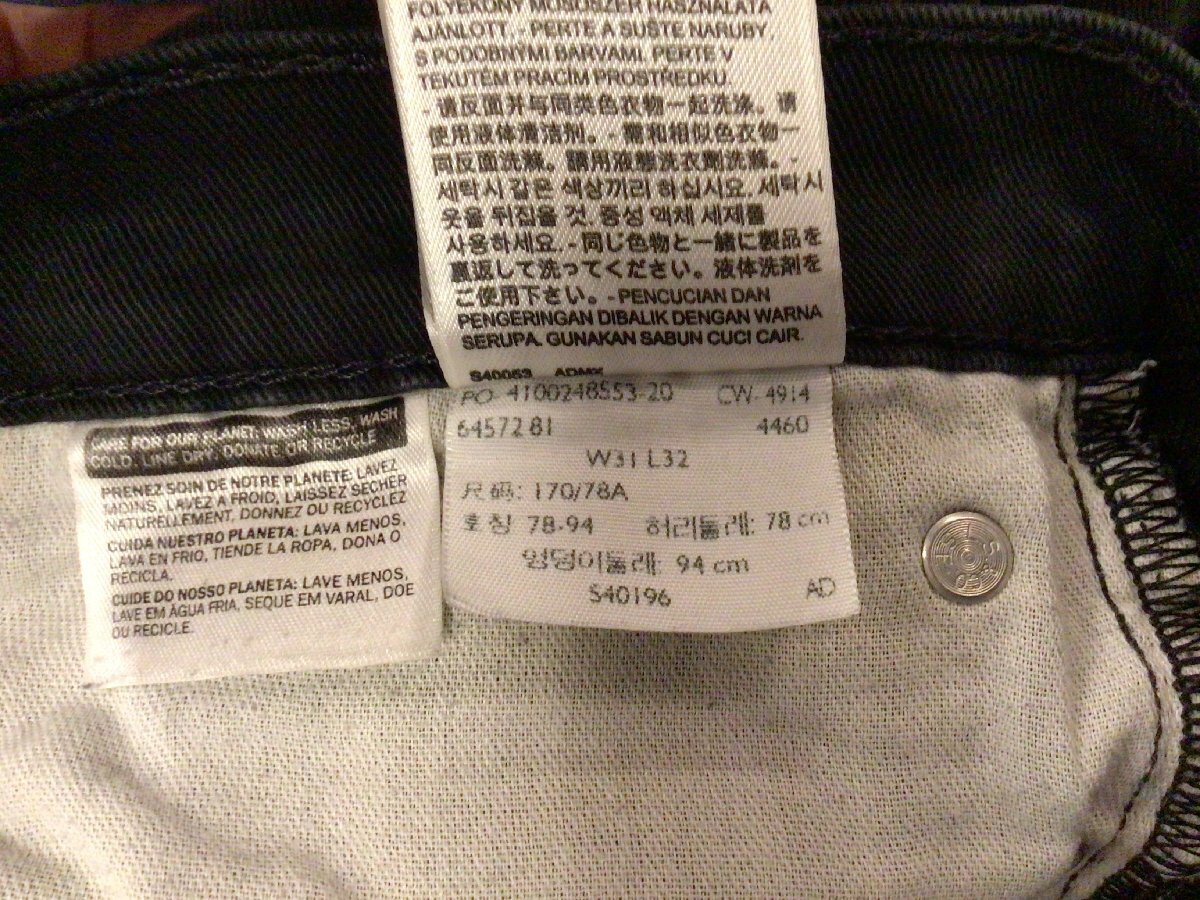 FOLYÉKONY MOSÓSZER HASZNÁLATA
AJÁNLOTT. - PERTE A SUŠTE NARUBY,
S PODOBNÝMI BARVAMI. PERTE V
TEKUTÉM PRACÍM PROSTŘEDKU.
- 请反面并与同类色衣物一起洗涤。请
使用液体清洁剂。- 需和相似色衣物一
同反面洗滌。請用液態洗衣劑洗滌。-
세탁시 같은 색상끼리 하십시오. 세탁시
옷을 뒤집을 것. 중성 액체 세제를
사용하세요. - 同じ色物と一緒に製品を
裏返して洗ってください。液体洗剤を
ご使用下さい。- PENCUCIAN DAN
PENGERINGAN DIBALIK DENGAN WARNA
SERUPA. GUNAKAN SABUN CUCI CAIR.
S40053 ADMX
PO- 4100248553-20 CW- 4914
64572 81 4460
W31 L32
尺 码: 170/78A
호칭 78-94 허리둘레: 78 cm
엉덩이둘레: 94 cm
S40196 AD
CARE FOR OUR PLANET: WASH LESS, WASH
COLD, LINE DRY, DONATE OR RECYCLE
PRENEZ SOIN DE NOTRE PLANÈTE: LAVEZ
MOINS, LAVEZ A FROID, LAISSEZ SÉCHER
NATURELLEMENT, DONNEZ OU RECYCLEZ
CUIDA NUESTRO PLANETA: LAVA MENOS,
LAVA EN FRIO, TIENDE LA ROPA, DONA O
RECICLA.
CUIDE DO NOSSO PLANETA: LAVE MENOS,
LAVE EM ÁGUA FRIA, SEQUE EM VARAL, DOE
OU RECICLE.